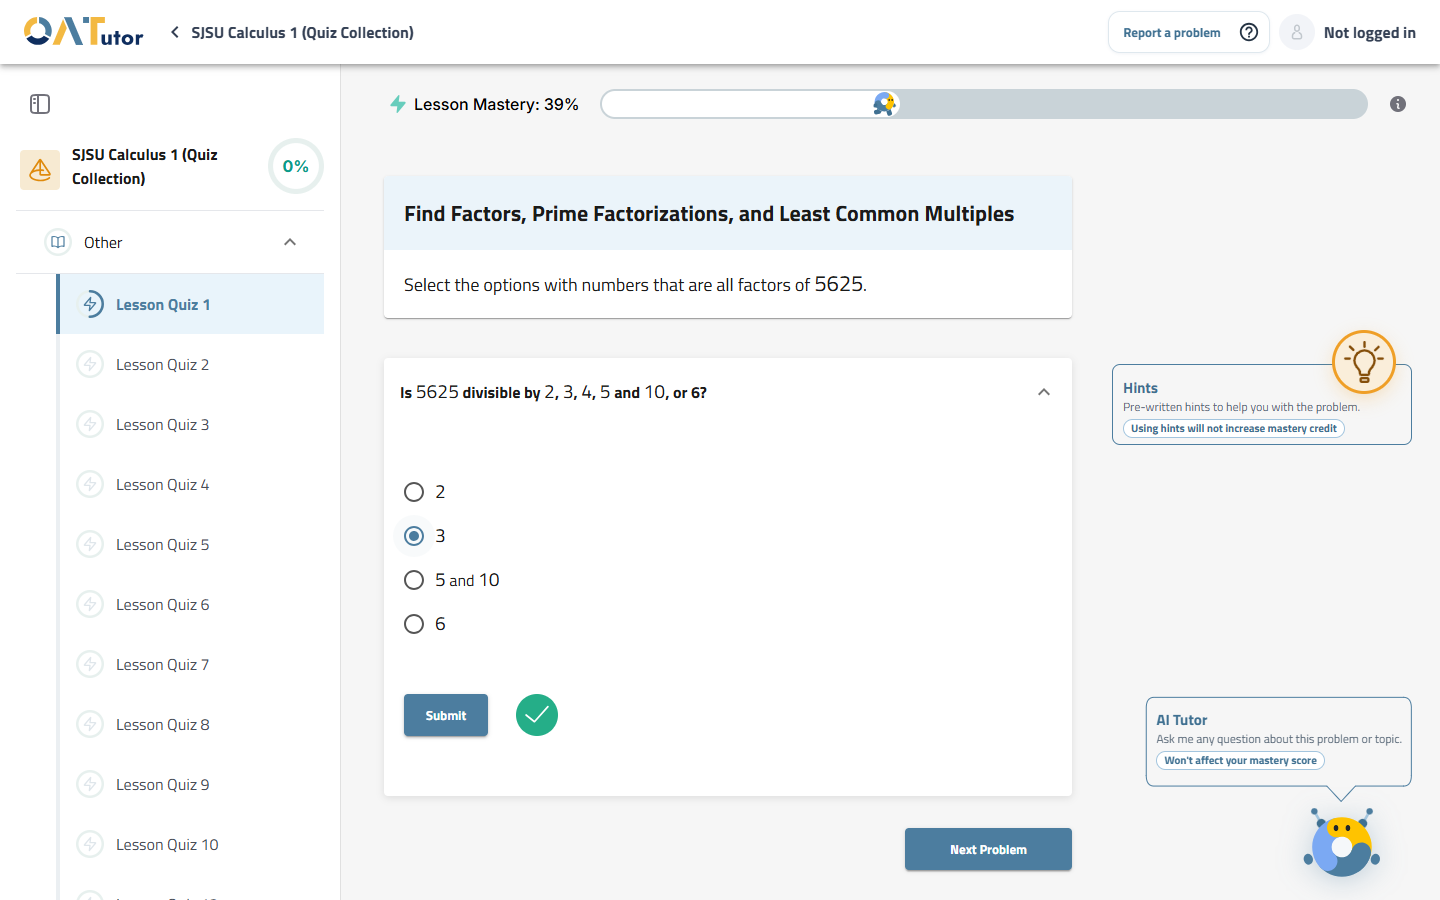 OATutor
SJSU Calculus 1 (Quiz Collection)
Report a problem
Not logged in
Lesson Mastery: 39%
SJSU Calculus 1 (Quiz
Collection)
0%
Other
Lesson Quiz 1
Lesson Quiz 2
Lesson Quiz 3
Lesson Quiz 4
Lesson Quiz 5
Lesson Quiz 6
Lesson Quiz 7
Lesson Quiz 8
Lesson Quiz 9
Lesson Quiz 10
Find Factors, Prime Factorizations, and Least Common Multiples
Select the options with numbers that are all factors of 5625.
Is 5625 divisible by 2, 3, 4, 5 and 10, or 6?
2
3
5 and 10
6
Submit
Next Problem
Hints
Pre-written hints to help you with the problem.
Using hints will not increase mastery credit
AI Tutor
Ask me any question about this problem or topic.
Won't affect your mastery score